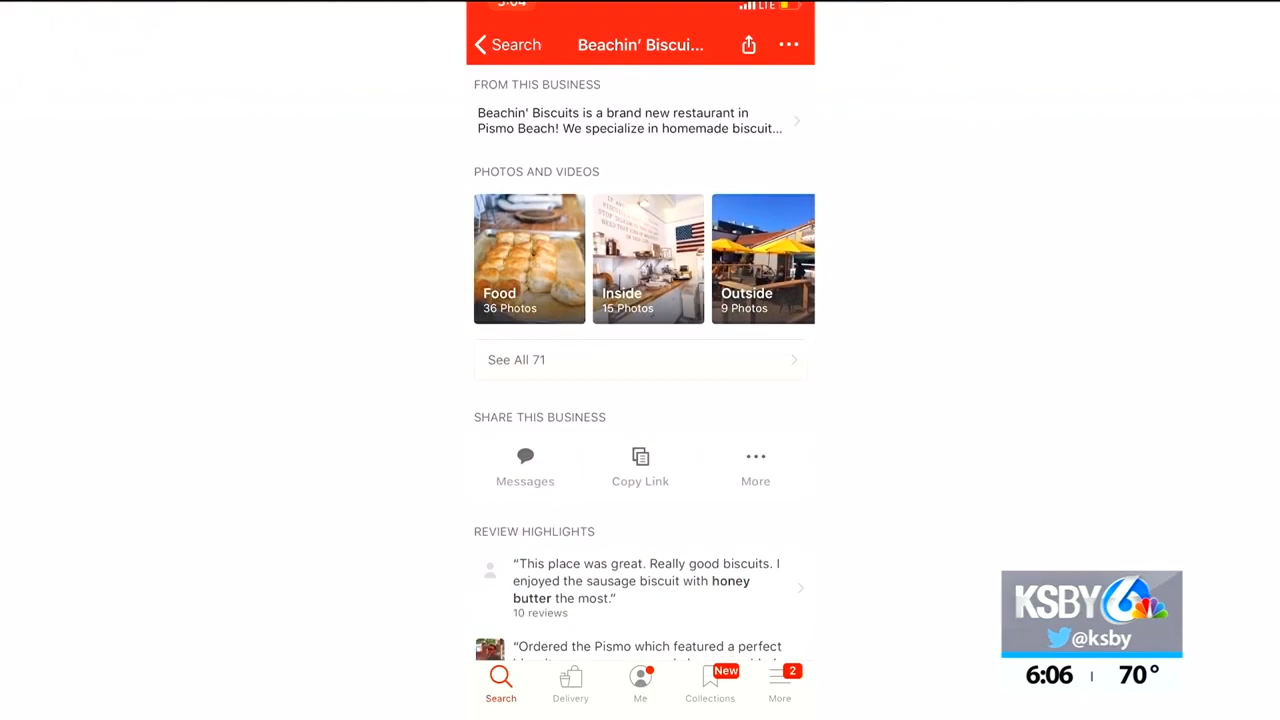 3:04
LTE
Search
Beachin' Biscui...
FROM THIS BUSINESS
Beachin' Biscuits is a brand new restaurant in
Pismo Beach! We specialize in homemade biscuit...
PHOTOS AND VIDEOS
Food
36 Photos
Inside
15 Photos
Outside
9 Photos
See All 71
SHARE THIS BUSINESS
Messages
Copy Link
More
REVIEW HIGHLIGHTS
“This place was great. Really good biscuits. I
enjoyed the sausage biscuit with honey
butter the most.”
10 reviews
“Ordered the Pismo which featured a perfect
Search
Delivery
Me
New
Collections
2
More
KSBY 6
@ksby
6:06
70°